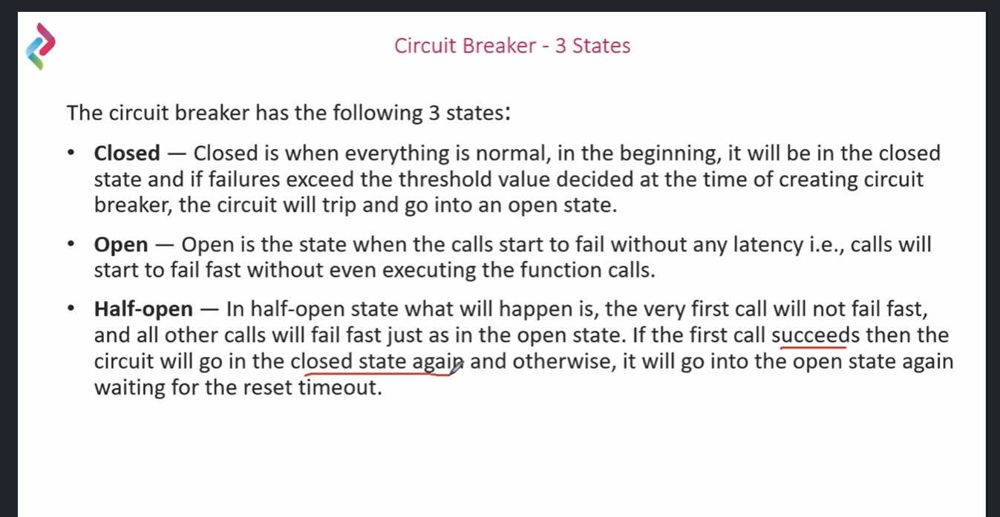 Circuit Breaker - 3 States
The circuit breaker has the following 3 states:
• Closed — Closed is when everything is normal, in the beginning, it will be in the closed
state and if failures exceed the threshold value decided at the time of creating circuit
breaker, the circuit will trip and go into an open state.
• Open — Open is the state when the calls start to fail without any latency i.e., calls will
start to fail fast without even executing the function calls.
• Half-open — In half-open state what will happen is, the very first call will not fail fast,
and all other calls will fail fast just as in the open state. If the first call succeeds then the
circuit will go in the closed state again and otherwise, it will go into the open state again
waiting for the reset timeout.